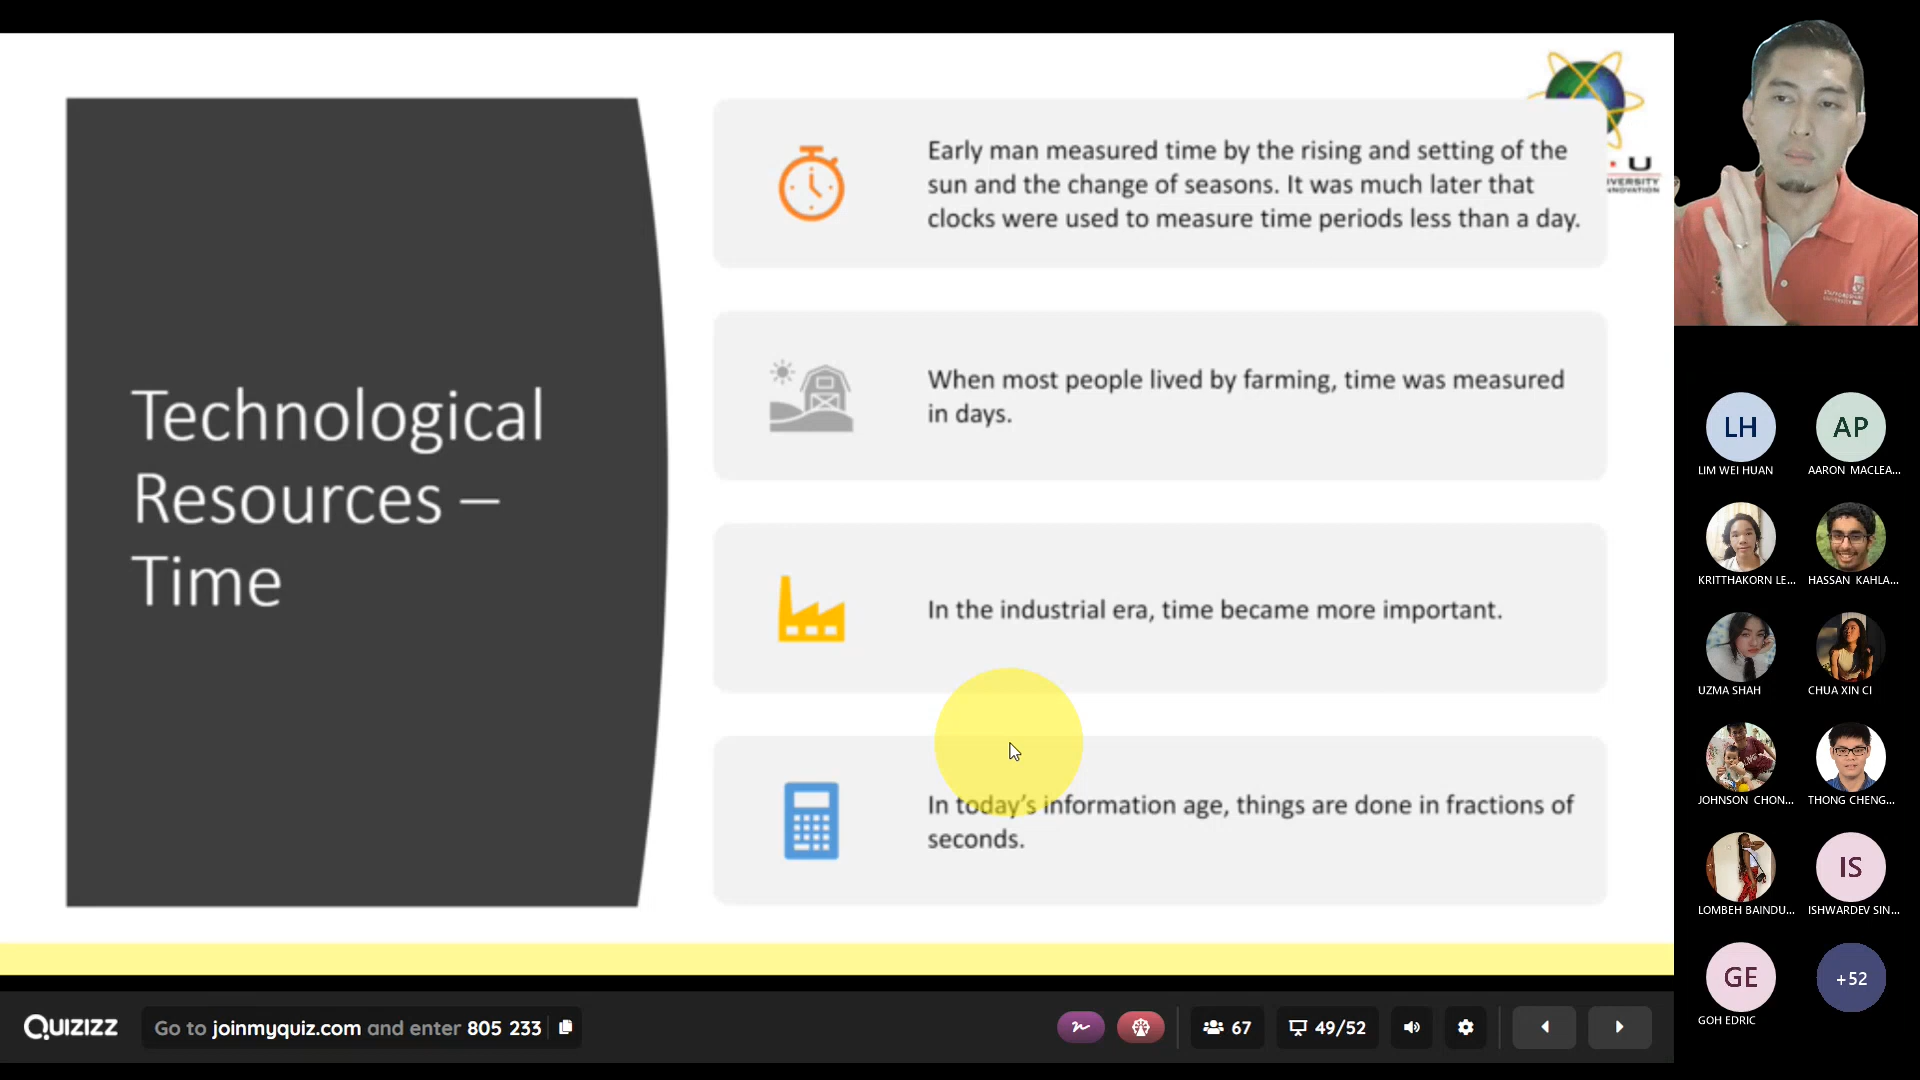 Technological
Resources –
Time
Early man measured time by the rising and setting of the
sun and the change of seasons. It was much later that
clocks were used to measure time periods less than a day.
When most people lived by farming, time was measured
in days.
In the industrial era, time became more important.
In today's information age, things are done in fractions of
seconds.
U
VERSITY
NOVATION
LH
LIM WEI HUAN
AP
AARON MACLEA...
KRITTHAKORN LE...
HASSAN KAHLA...
UZMA SHAH
CHUA XIN CI
JOHNSON CHON...
THONG CHENG...
LOMBEH BAINDU...
IS
ISHWARDEV SIN...
GE
GOH EDRIC
+52
QUIZIZZ
Go to joinmyquiz.com and enter 805 233
67
49/52